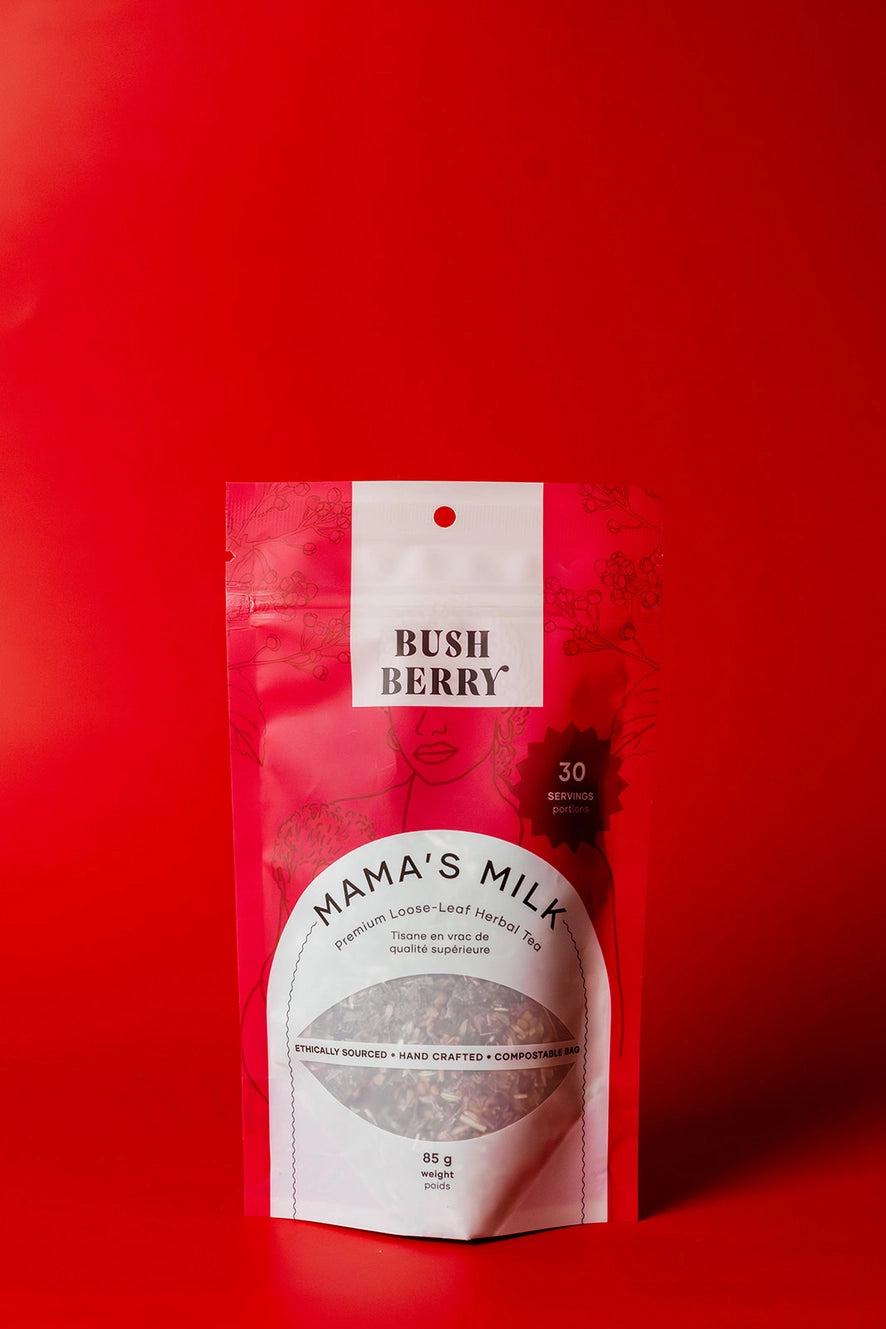 BUSH
BERRY
30
SERVINGS
portions
MAMA'S MILK
Premium Loose-Leaf Herbal Tea
Tisane en vrac de
qualité supérieure
ETHICALLY SOURCED • HAND CRAFTED • COMPOSTABLE BAG
85 g
weight
poids